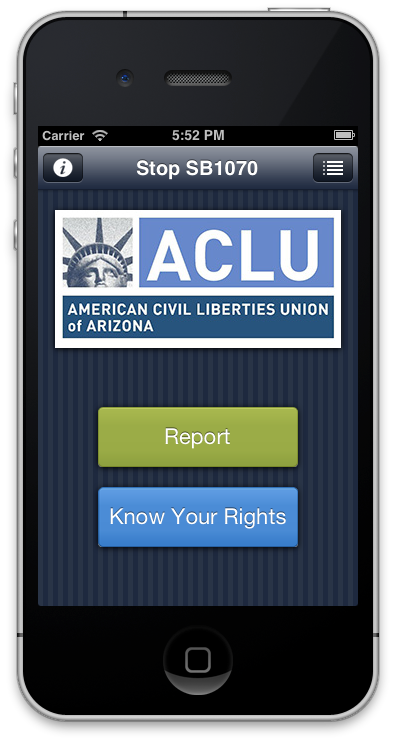 Carrier 5:52 PM
Stop SB1070
ACLU
AMERICAN CIVIL LIBERTIES UNION
of ARIZONA
Report
Know Your Rights